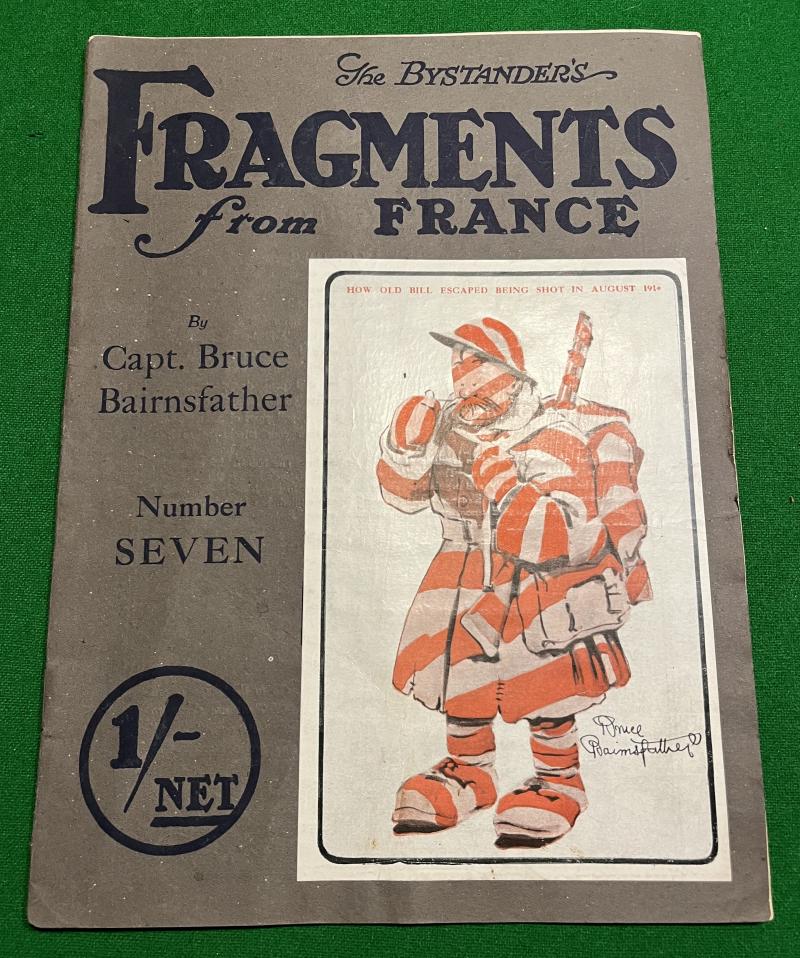 The BYSTANDER'S
FRAGMENTS
from FRANCE
By
Capt. Bruce
Bairnsfather
Number
SEVEN
1/-
NET
HOW OLD BILL ESCAPED BEING SHOT IN AUGUST 1914
Bruce
Bairnsfather